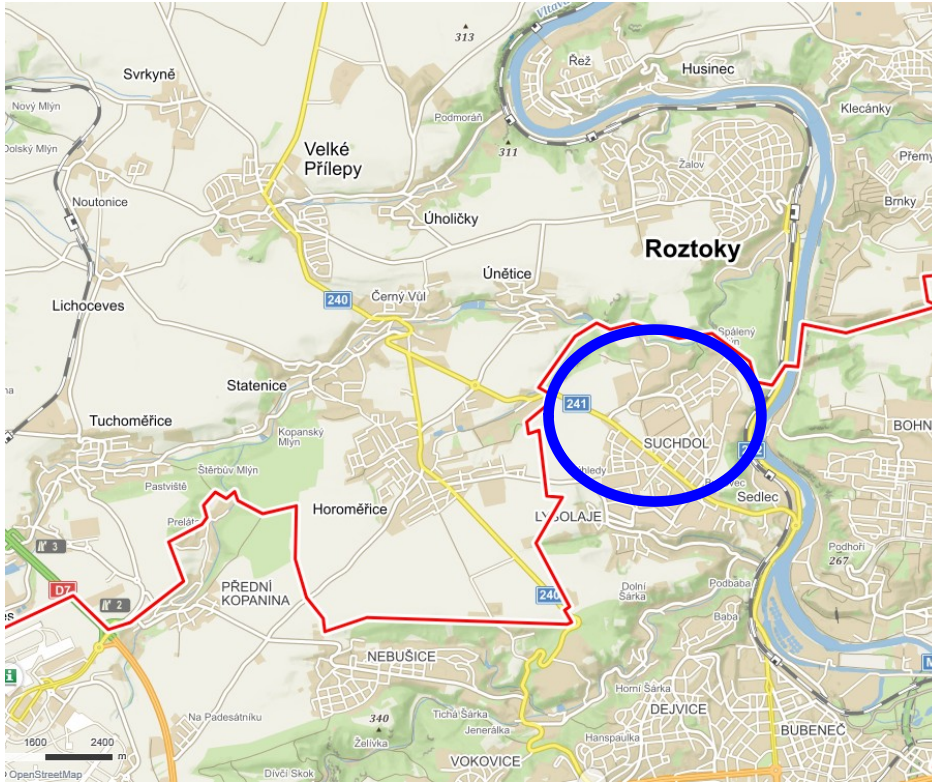 Vltava
313
Řež
Svrkyně
Husinec
Nový Mlýn
Klecánky
Podmoráň
Dolský Mlýn
Velké
Přílepy
311
Žalov
Přemy
Noutonice
Brnky
Úholičky
Roztoky
Únětice
Lichoceves
240
Černý Vůl
Spálený
Statenice
241
Tuchoměřice
Kopanský
Mlýn
SUCHDOL
BOHN
Štěrbův Mlýn
Pastviště
Sedlec
Horoměřice
LYSOLAJE
3
Podhoří
267
D7
2
PŘEDNÍ
KOPANINA
240
Dolní
Šárka
Podbaba
Baba
NEBUŠICE
Horní Šárka
DEJVICE
Na Padesátníku
340
Tichá Šárka
Jenerálka
BUBENEČ
Želivka
Hanspaulka
1600
2400
m
VOKOVICE
OpenStreetMap
Dívčí Skok